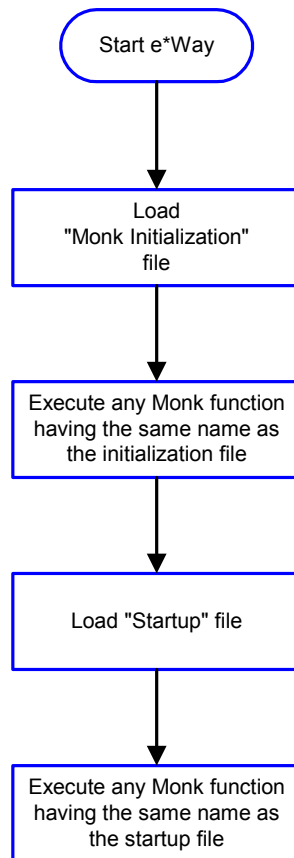 Start e*Way
Load
"Monk Initialization"
file
Execute any Monk function
having the same name as
the initialization file
Load "Startup" file
Execute any Monk function
having the same name as
the startup file